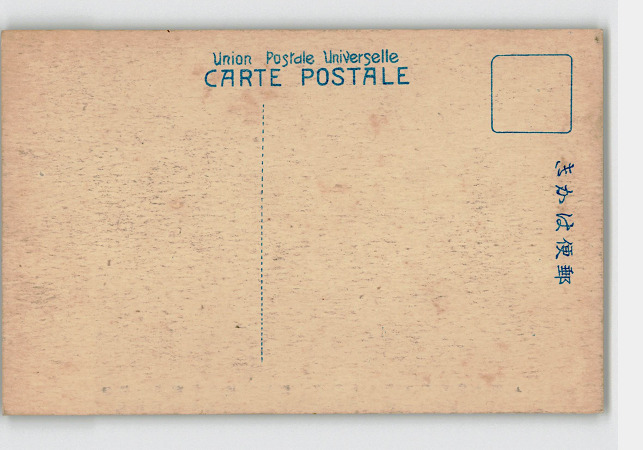 Union Postale Universelle
CARTE POSTALE
郵便はかき